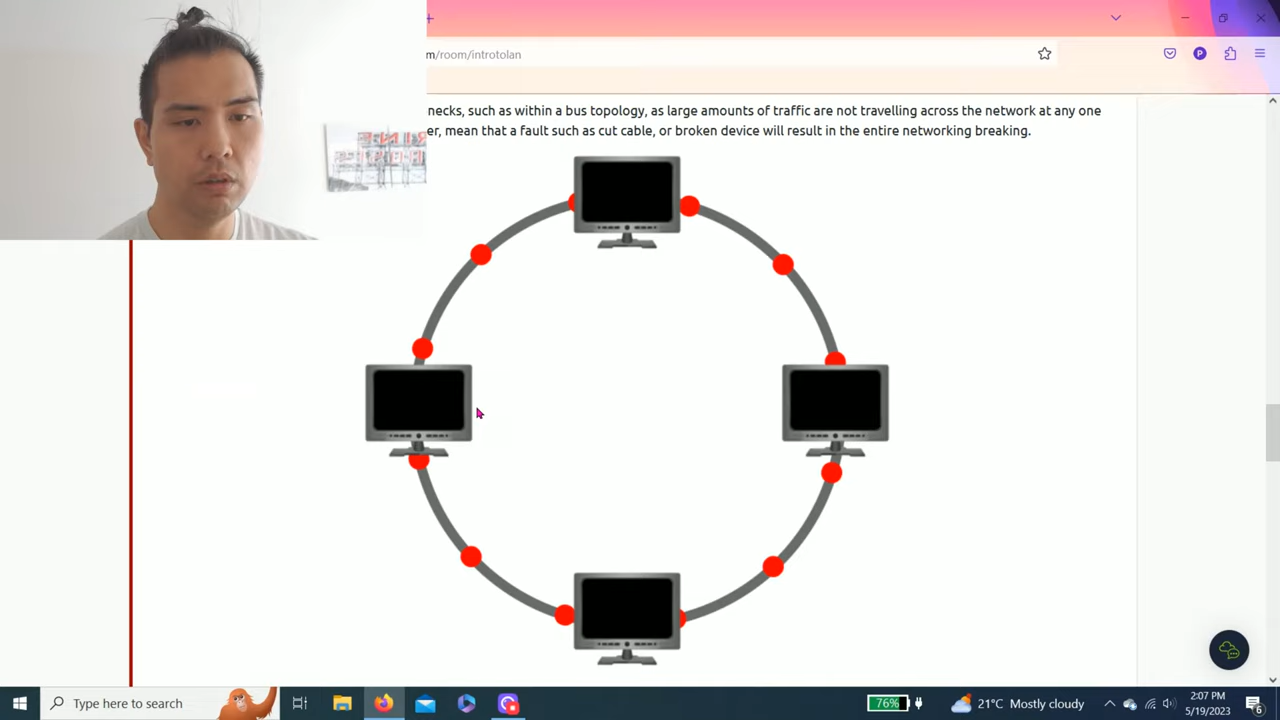 m/room/introtolan
necks, such as within a bus topology, as large amounts of traffic are not travelling across the network at any one
er, mean that a fault such as cut cable, or broken device will result in the entire networking breaking.
Type here to search
76%
21°C Mostly cloudy
2:07 PM
5/19/2023
6
P